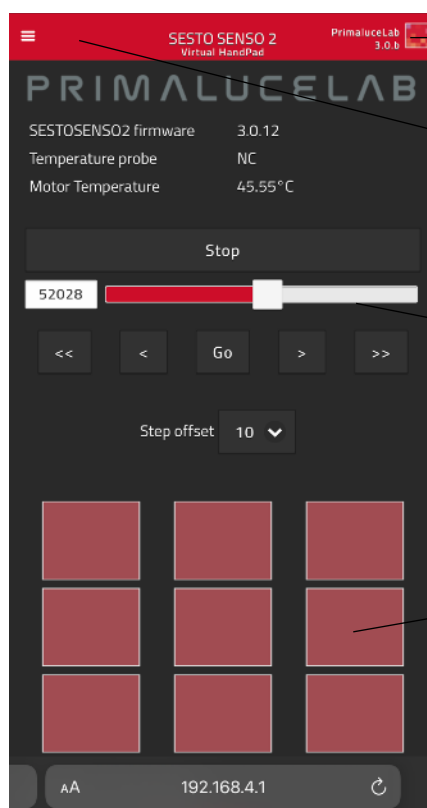 SESTO SENSO 2
Virtual HandPad
PrimaluceLab
3.0.b
PRIMALUCELAB
SESTOSENSO2 firmware 3.0.12
Temperature probe NC
Motor Temperature 45.55°C
Stop
52028
<< < Go > >>
Step offset 10
AA 192.168.4.1